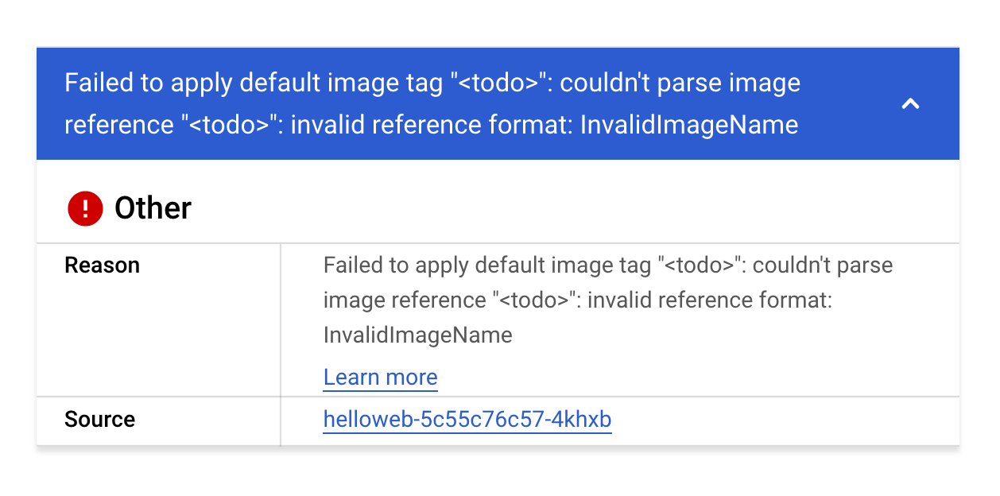 Failed to apply default image tag "<todo>": couldn't parse image
reference "<todo>": invalid reference format: InvalidImageName
Other
Reason
Failed to apply default image tag "<todo>": couldn't parse
image reference "<todo>": invalid reference format:
InvalidImageName
Learn more
Source
helloweb-5c55c76c57-4khxb